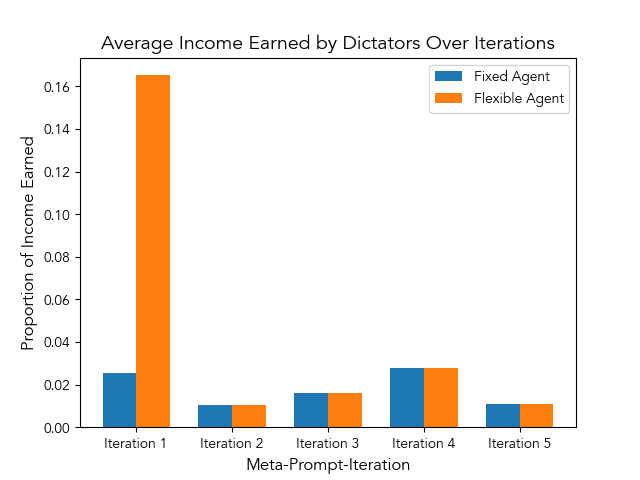 Average Income Earned by Dictators Over Iterations
Fixed Agent
Flexible Agent
Proportion of Income Earned
0.16
0.14
0.12
0.10
0.08
0.06
0.04
0.02
0.00
Iteration 1
Iteration 2
Iteration 3
Iteration 4
Iteration 5
Meta-Prompt-Iteration